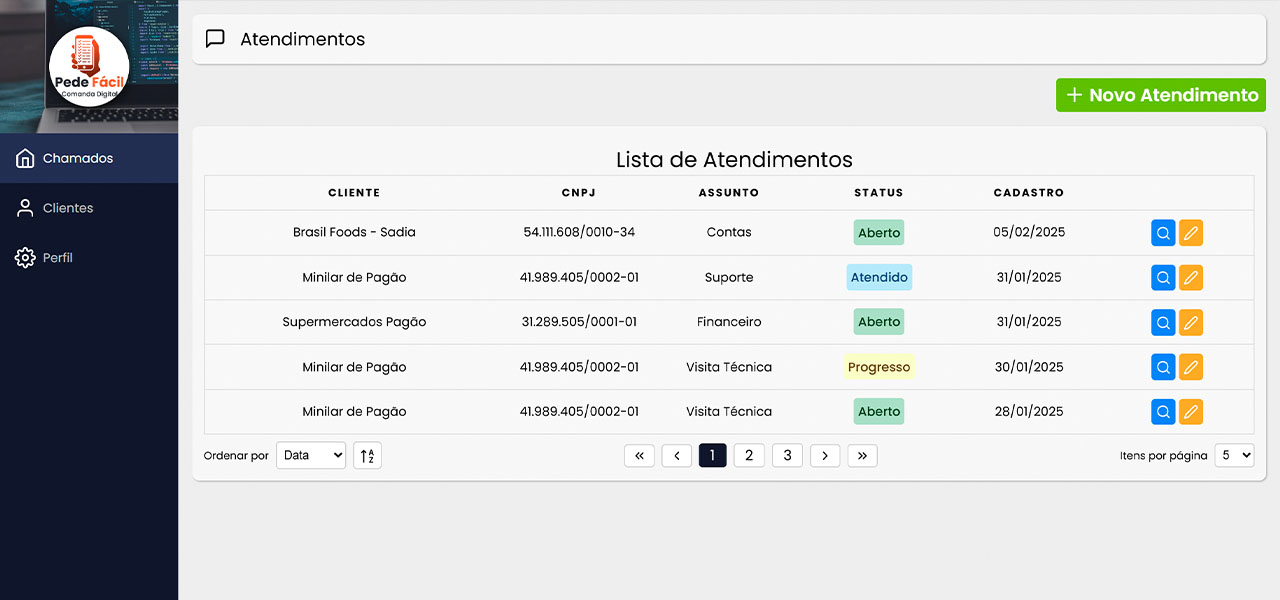 Pede Fácil
Comanda Digital
Chamados
Clientes
Perfil
Atendimentos
+ Novo Atendimento
Lista de Atendimentos
CLIENTE CNPJ ASSUNTO STATUS CADASTRO
Brasil Foods - Sadia 54.111.608/0010-34 Contas Aberto 05/02/2025
Minilar de Pagão 41.989.405/0002-01 Suporte Atendido 31/01/2025
Supermercados Pagão 31.289.505/0001-01 Financeiro Aberto 31/01/2025
Minilar de Pagão 41.989.405/0002-01 Visita Técnica Progresso 30/01/2025
Minilar de Pagão 41.989.405/0002-01 Visita Técnica Aberto 28/01/2025
Ordenar por Data « ‹ 1 2 3 › » Itens por página 5